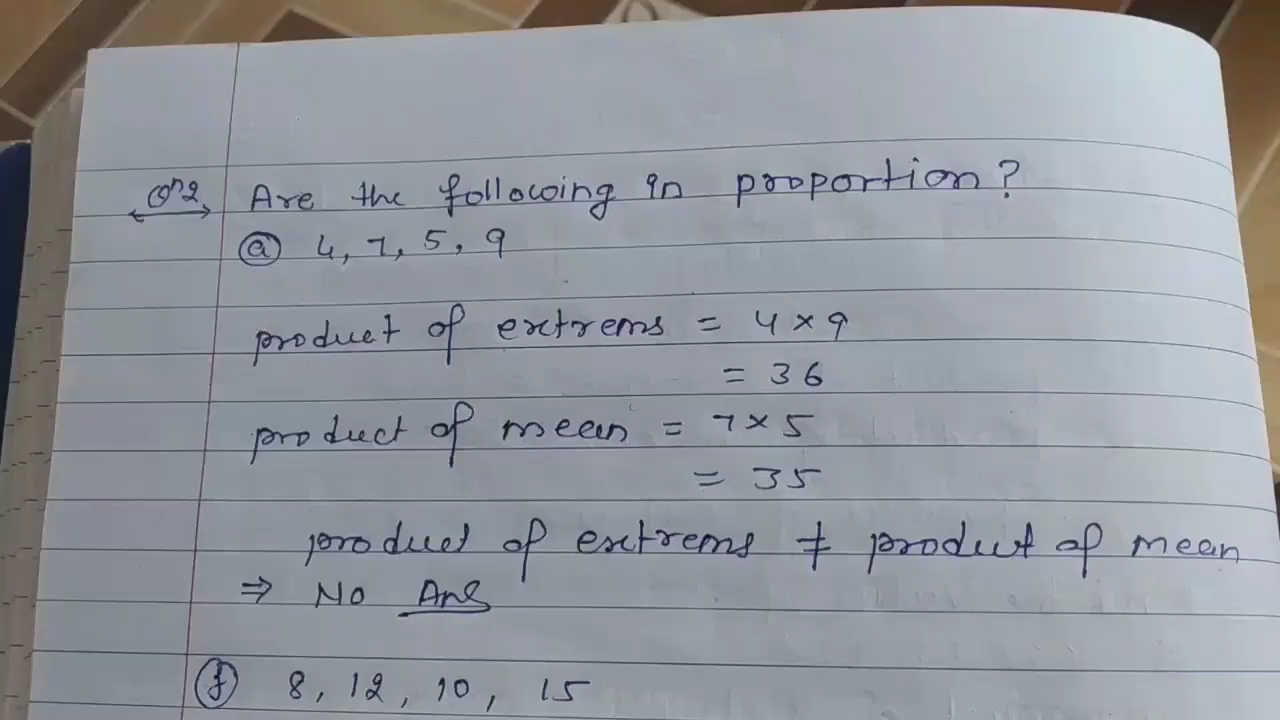 Qn2 Are the following in proportion?
(a) 4, 7, 5, 9
product of extrems = 4 × 9
= 36
product of mean = 7 × 5
= 35
product of extrems ≠ product of mean
⇒ No Ans
(f) 8, 12, 10, 15